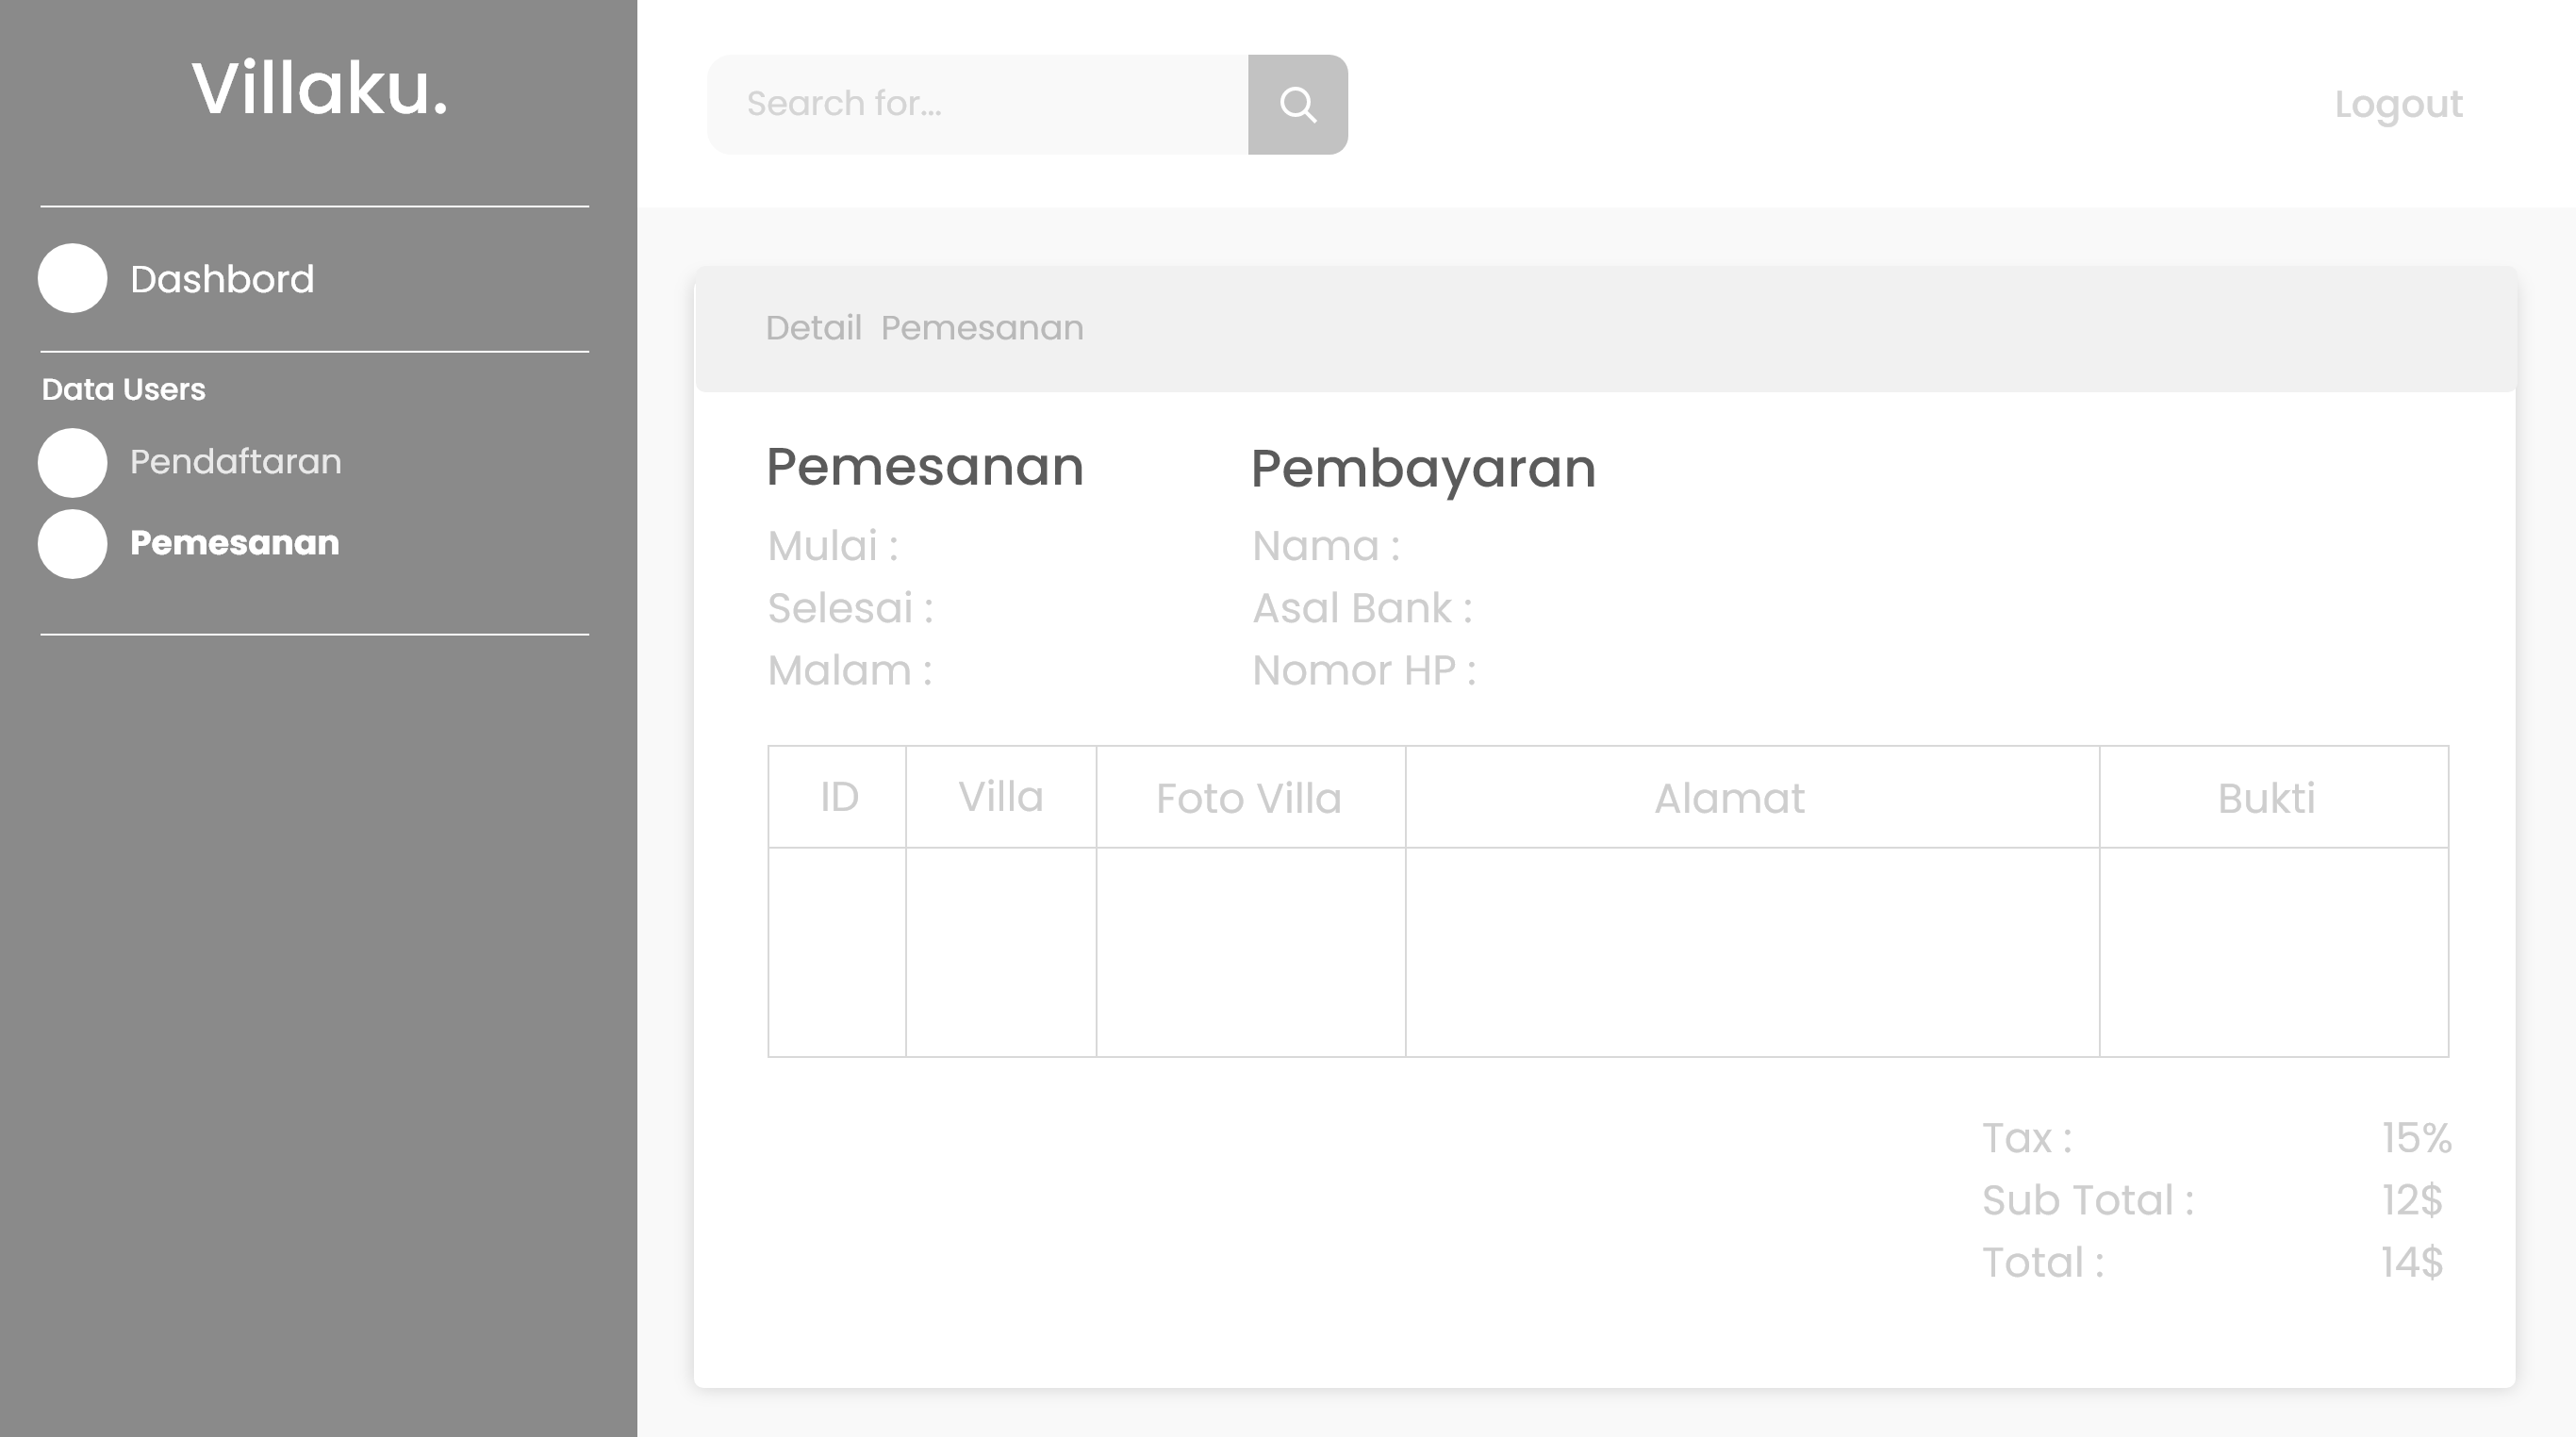 Villaku.
Dashbord
Data Users
Pendaftaran
Pemesanan
Search for...
Logout
Detail Pemesanan
Pemesanan
Mulai :
Selesai :
Malam :
Pembayaran
Nama :
Asal Bank :
Nomor HP :
ID Villa Foto Villa Alamat Bukti
Tax : 15%
Sub Total : 12$
Total : 14$